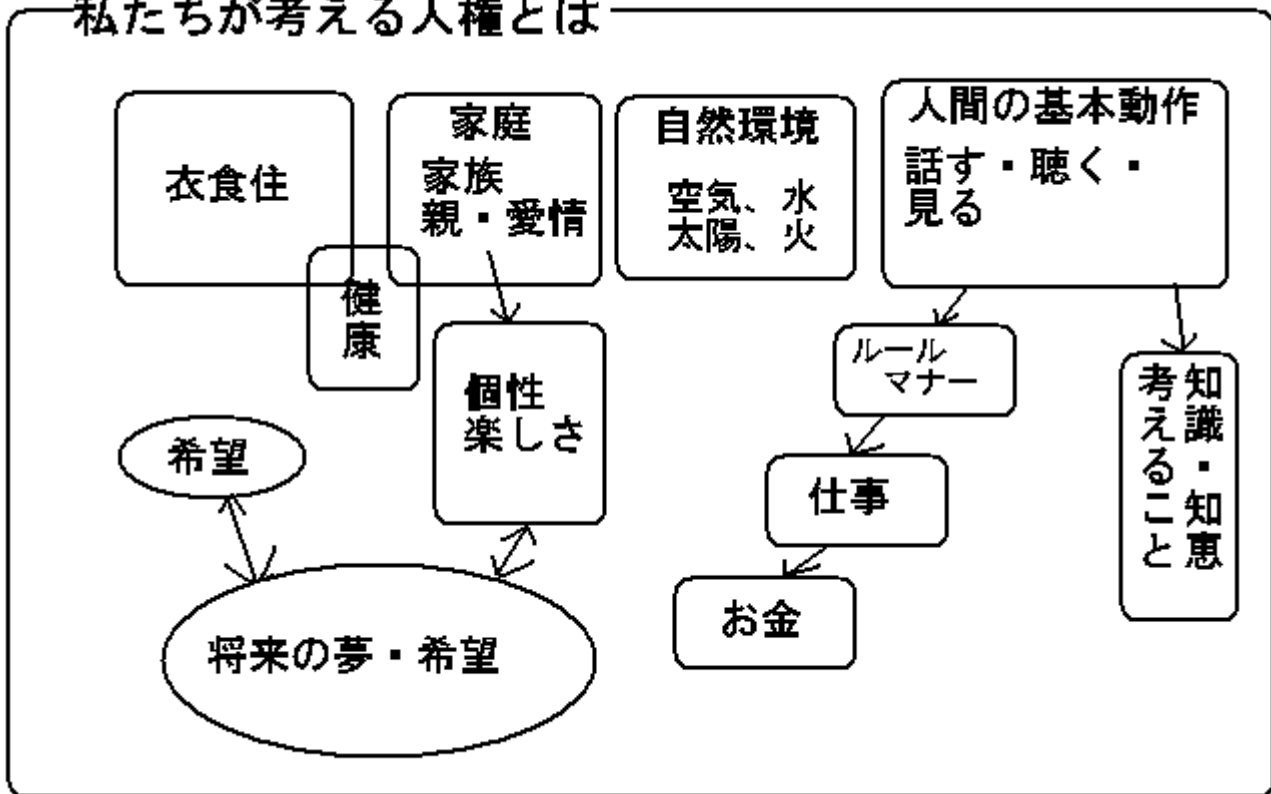 私たちが考える人権とは
衣食住
家庭
家族
親・愛情
自然環境
空気、水
太陽、火
人間の基本動作
話す・聴く・
見る
健
康
個性
楽しさ
ルール
マナー
知識・知恵
考えること
希望
仕事
お金
将来の夢・希望